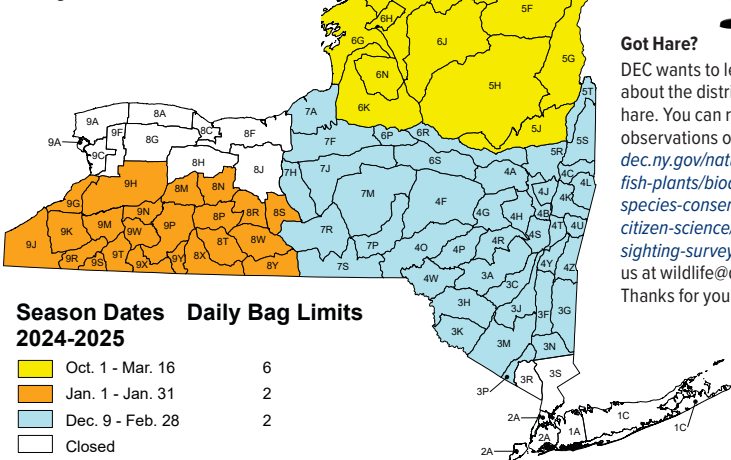 5F
6H
6G
6J
5G
6N
5H
6K
5T
9A
8A
7A
5J
9F
8C
8F
9A
8G
7F
6P
6R
5S
9C
5R
8H
6S
8J
7H
7J
4A
4C
9H
8M
8N
7M
4J
4L
4K
9G
4F
9N
8P
8R
8S
4G
4H
4B
9K
9M
9W
9P
7R
4S
4T
4U
9J
8T
8W
7P
4O
4P
4R
9R
9S
9T
9X
9Y
8X
8Y
7S
4Y
4Z
4W
3A
3C
3H
3J
3F
3G
3K
3M
3N
3P
3R
3S
2A
1C
2A
1A
1C
2A
Season Dates Daily Bag Limits
2024-2025
Oct. 1 - Mar. 16 6
Jan. 1 - Jan. 31 2
Dec. 9 - Feb. 28 2
Closed
Got Hare?
DEC wants to le
about the distri
hare. You can r
observations o
dec.ny.gov/natu
fish-plants/biod
species-conser
citizen-science/
sighting-survey
us at wildlife@d
Thanks for you